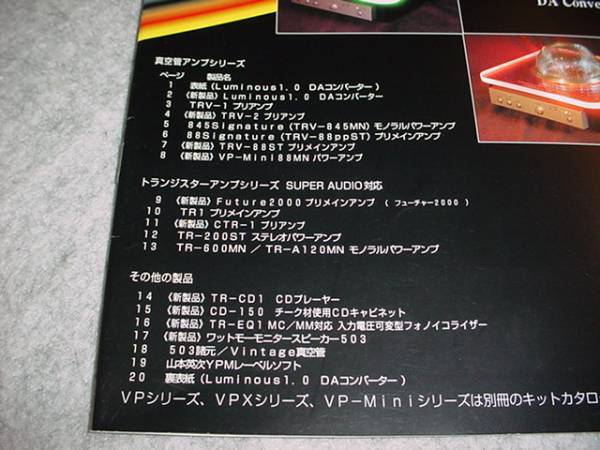 DA Conve
真空管アンプシリーズ
ページ 製品名
1 表紙（Luminous1．0 DAコンバーター）
2 〈新製品〉Luminous1．0 DAコンバーター
3 TRV−1 プリアンプ
4 〈新製品〉TRV−2 プリアンプ
5 845Signature（TRV−845MN）モノラルパワーアンプ
6 88Signature（TRV−88ppST）プリメインアンプ
7 〈新製品〉TRV−88ST プリメインアンプ
8 〈新製品〉VP−Mini88MN パワーアンプ
トランジスターアンプシリーズ SUPER AUDIO対応
9 〈新製品〉Future2000 プリメインアンプ （フューチャー2000）
10 TR1 プリメインアンプ
11 〈新製品〉CTR−1 プリアンプ
12 TR−200ST ステレオパワーアンプ
13 TR−600MN ／ TR−A120MN モノラルパワーアンプ
その他の製品
14 〈新製品〉TR−CD1 CDプレーヤー
15 〈新製品〉CD−150 チーク材使用CDキャビネット
16 〈新製品〉TR−EQ1 MC／MM対応 入力電圧可変型フォノイコライザー
17 〈新製品〉ワットモーモニタースピーカー503
18 503諸元／Vintage真空管
19 山本英次YPMレーベルソフト
20 裏表紙（Luminous1．0 DAコンバーター）
VPシリーズ、VPXシリーズ、VP−Miniシリーズは別冊のキットカタロ